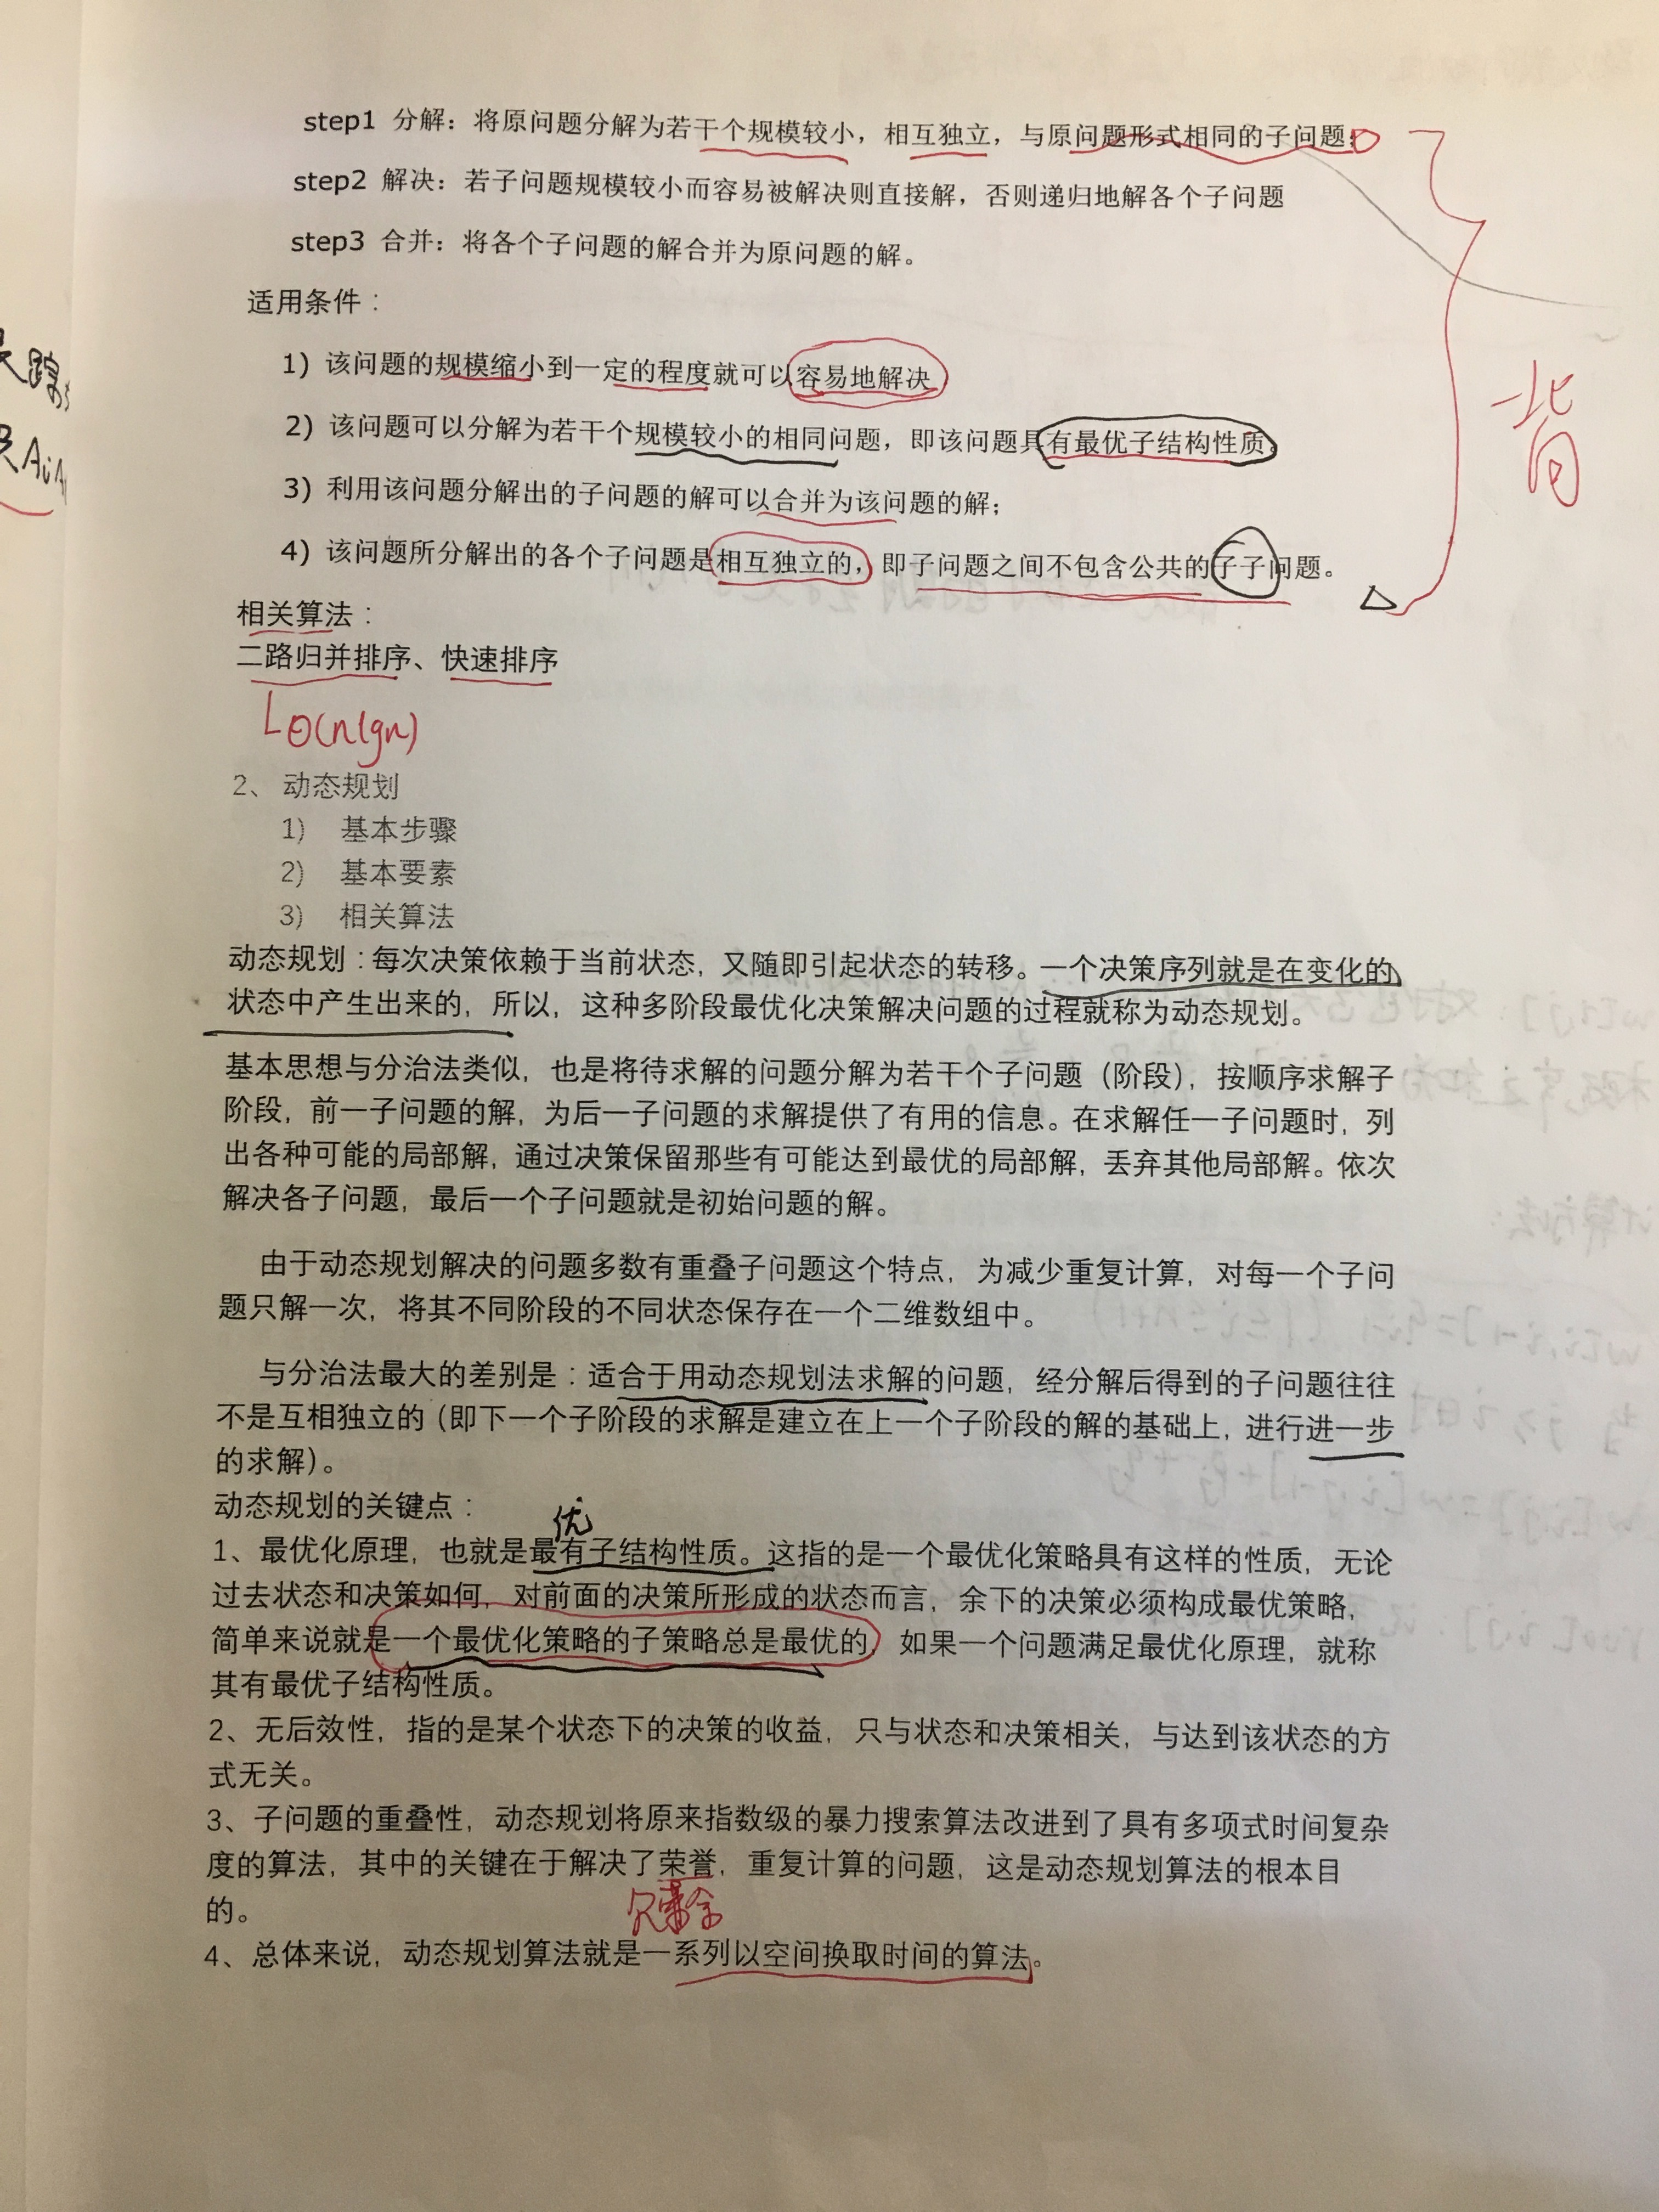 step1 分解：将原问题分解为若干个规模较小，相互独立，与原问题形式相同的子问题；
step2 解决：若子问题规模较小而容易被解决则直接解，否则递归地解各个子问题
step3 合并：将各个子问题的解合并为原问题的解。
适用条件：
1）该问题的规模缩小到一定的程度就可以容易地解决
背
2）该问题可以分解为若干个规模较小的相同问题，即该问题具有最优子结构性质。
3）利用该问题分解出的子问题的解可以合并为该问题的解；
4）该问题所分解出的各个子问题是相互独立的，即子问题之间不包含公共的子子问题。
相关算法：
二路归并排序、快速排序
Θ(nlgn)
2、 动态规划
1) 基本步骤
2) 基本要素
3) 相关算法
动态规划：每次决策依赖于当前状态，又随即引起状态的转移。一个决策序列就是在变化的
状态中产生出来的，所以，这种多阶段最优化决策解决问题的过程就称为动态规划。
基本思想与分治法类似，也是将待求解的问题分解为若干个子问题（阶段），按顺序求解子
阶段，前一子问题的解，为后一子问题的求解提供了有用的信息。在求解任一子问题时，列
出各种可能的局部解，通过决策保留那些有可能达到最优的局部解，丢弃其他局部解。依次
解决各子问题，最后一个子问题就是初始问题的解。
由于动态规划解决的问题多数有重叠子问题这个特点，为减少重复计算，对每一个子问
题只解一次，将其不同阶段的不同状态保存在一个二维数组中。
与分治法最大的差别是：适合于用动态规划法求解的问题，经分解后得到的子问题往往
不是互相独立的（即下一个子阶段的求解是建立在上一个子阶段的解的基础上，进行进一步
的求解）。
动态规划的关键点：
优
1、最优化原理，也就是最有子结构性质。这指的是一个最优化策略具有这样的性质，无论
过去状态和决策如何，对前面的决策所形成的状态而言，余下的决策必须构成最优策略，
简单来说就是一个最优化策略的子策略总是最优的，如果一个问题满足最优化原理，就称
其有最优子结构性质。
2、无后效性，指的是某个状态下的决策的收益，只与状态和决策相关，与达到该状态的方
式无关。
3、子问题的重叠性，动态规划将原来指数级的暴力搜索算法改进到了具有多项式时间复杂
度的算法，其中的关键在于解决了荣誉，重复计算的问题，这是动态规划算法的根本目
的。
4、总体来说，动态规划算法就是一系列以空间换取时间的算法。